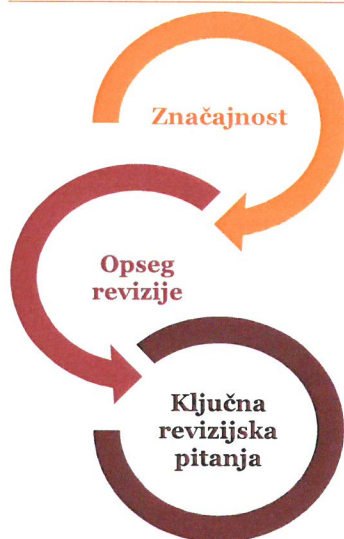 Značajnost
Opseg
revizije
Ključna
revizijska
pitanja